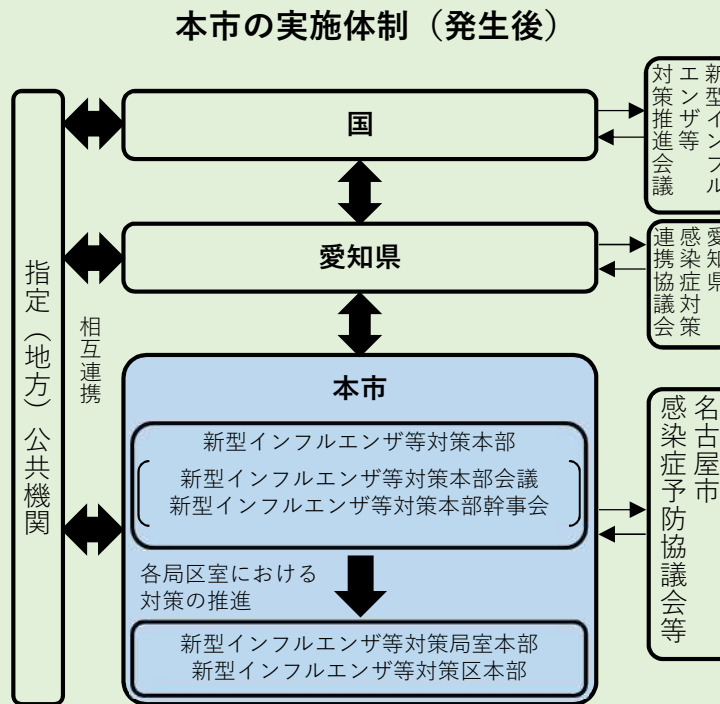 本市の実施体制（発生後）
国
新型インフル
エンザ等
対策推進会議
愛知県
愛知県
感染症対策
連携協議会
指定（地方）公共機関
相互連携
本市
新型インフルエンザ等対策本部
新型インフルエンザ等対策本部会議
新型インフルエンザ等対策本部幹事会
名古屋市
感染症予防協議会等
各局区室における
対策の推進
新型インフルエンザ等対策局室本部
新型インフルエンザ等対策区本部